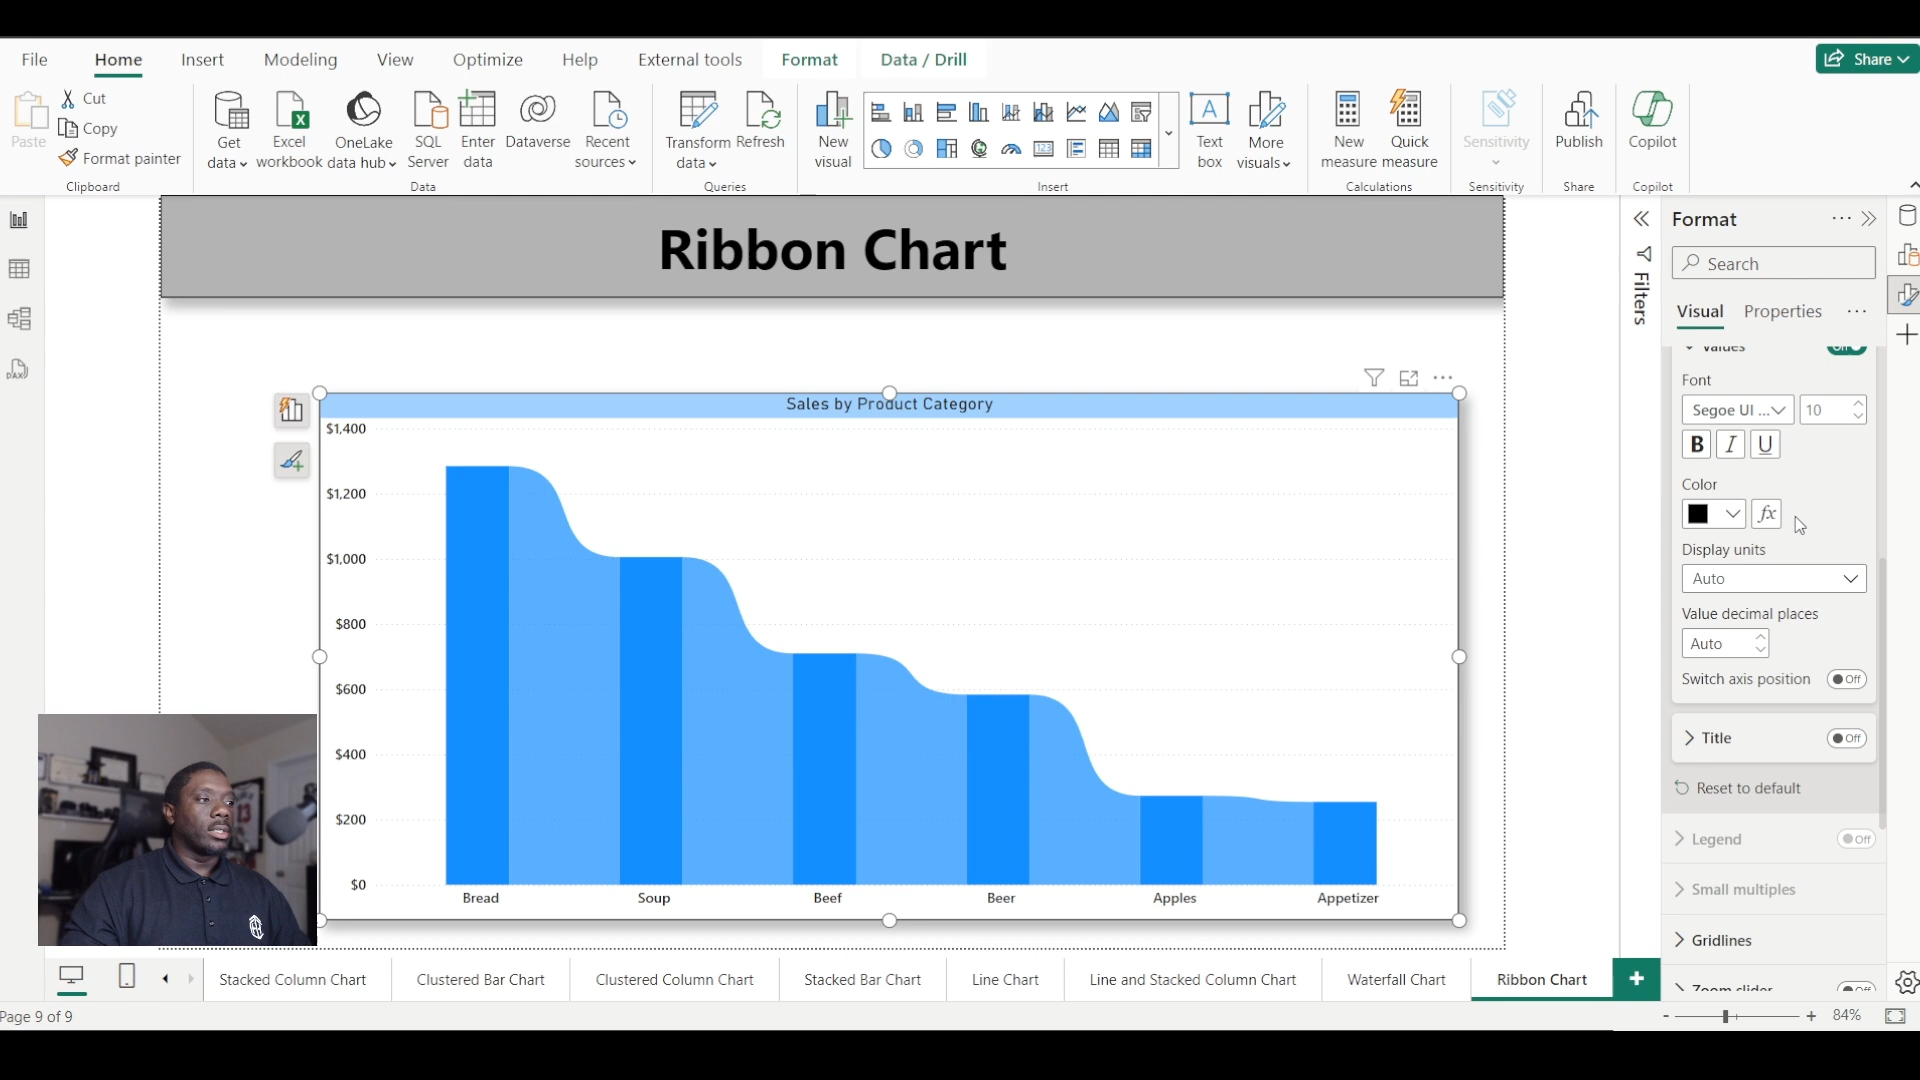 File Home Insert Modeling View Optimize Help External tools Format Data / Drill Share
Paste Cut Copy Format painter
Clipboard
Get data Excel workbook OneLake data hub SQL Server Enter data Dataverse Recent sources
Data
Transform data Refresh
Queries
New visual
Text box More visuals
Insert
New measure Quick measure
Calculations
Sensitivity
Sensitivity
Publish
Share
Copilot
Copilot
DAX
Ribbon Chart
Sales by Product Category
$1,400
$1,200
$1,000
$800
$600
$400
$200
$0
Bread Soup Beef Beer Apples Appetizer
Filters
Format
Search
Visual Properties
Values On
Font
Segoe UI ... 10
B I U
Color
fx
Display units
Auto
Value decimal places
Auto
Switch axis position Off
Title Off
Reset to default
Legend Off
Small multiples
Gridlines
Zoom slider Off
Stacked Column Chart Clustered Bar Chart Clustered Column Chart Stacked Bar Chart Line Chart Line and Stacked Column Chart Waterfall Chart Ribbon Chart +
Page 9 of 9
- + 84%